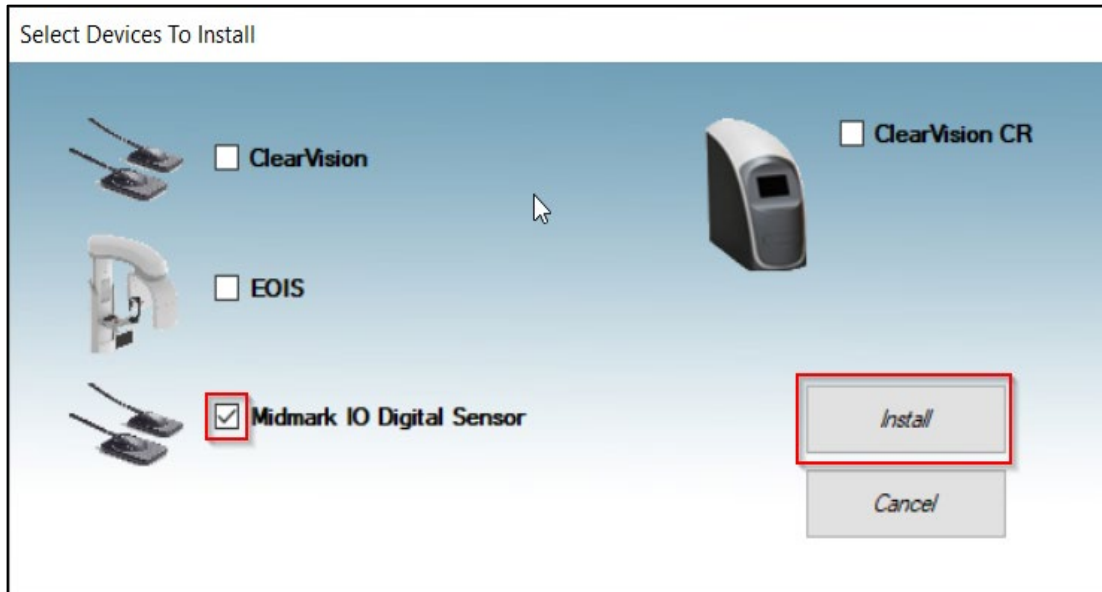 Select Devices To Install
ClearVision
ClearVision CR
EOIS
Midmark IO Digital Sensor
Install
Cancel